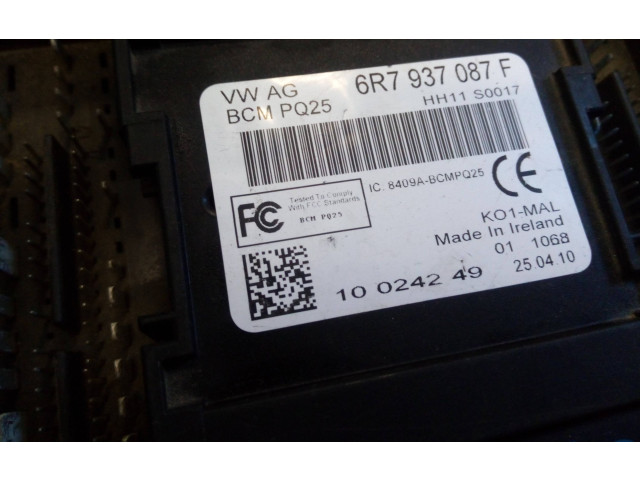 VW AG 6R7 937 087 F
BCM PQ25 HH11 S0017
IC: 8409A-BCMPQ25
CE
FC
Tested To Comply
With FCC Standards
BCM PQ25
KO1-MAL
Made In Ireland
01 1068
10 0242 49 25.04.10